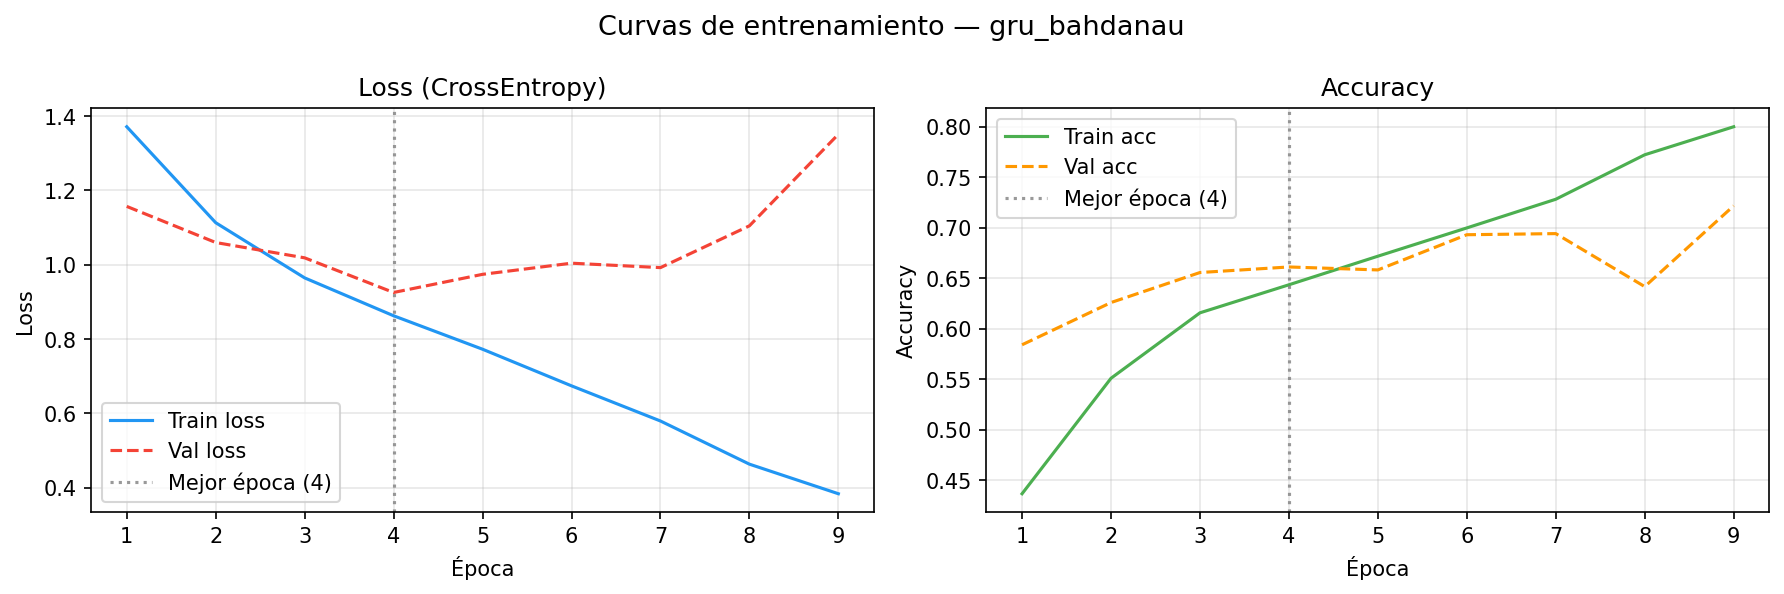 Curvas de entrenamiento — gru_bahdanau
Loss (CrossEntropy)
Loss
1.4
1.2
1.0
0.8
0.6
0.4
Train loss
Val loss
Mejor época (4)
1 2 3 4 5 6 7 8 9
Época
Accuracy
Accuracy
0.80
0.75
0.70
0.65
0.60
0.55
0.50
0.45
Train acc
Val acc
Mejor época (4)
1 2 3 4 5 6 7 8 9
Época